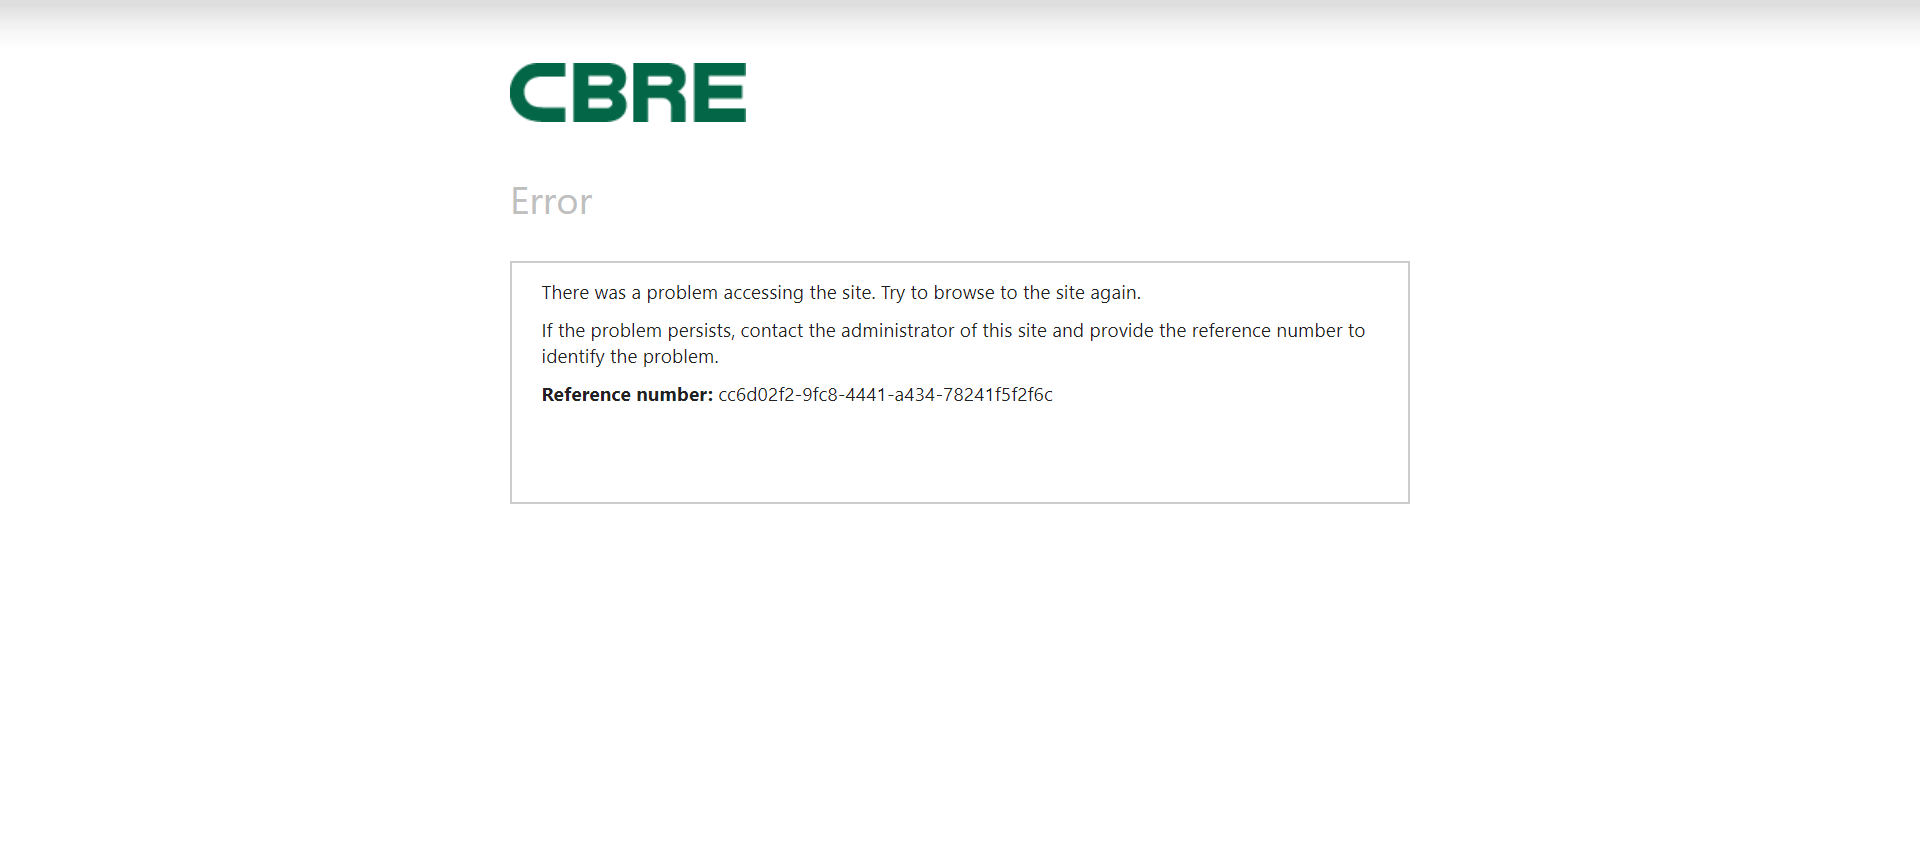 CBRE
Error
There was a problem accessing the site. Try to browse to the site again.
If the problem persists, contact the administrator of this site and provide the reference number to
identify the problem.
Reference number: cc6d02f2-9fc8-4441-a434-78241f5f2f6c